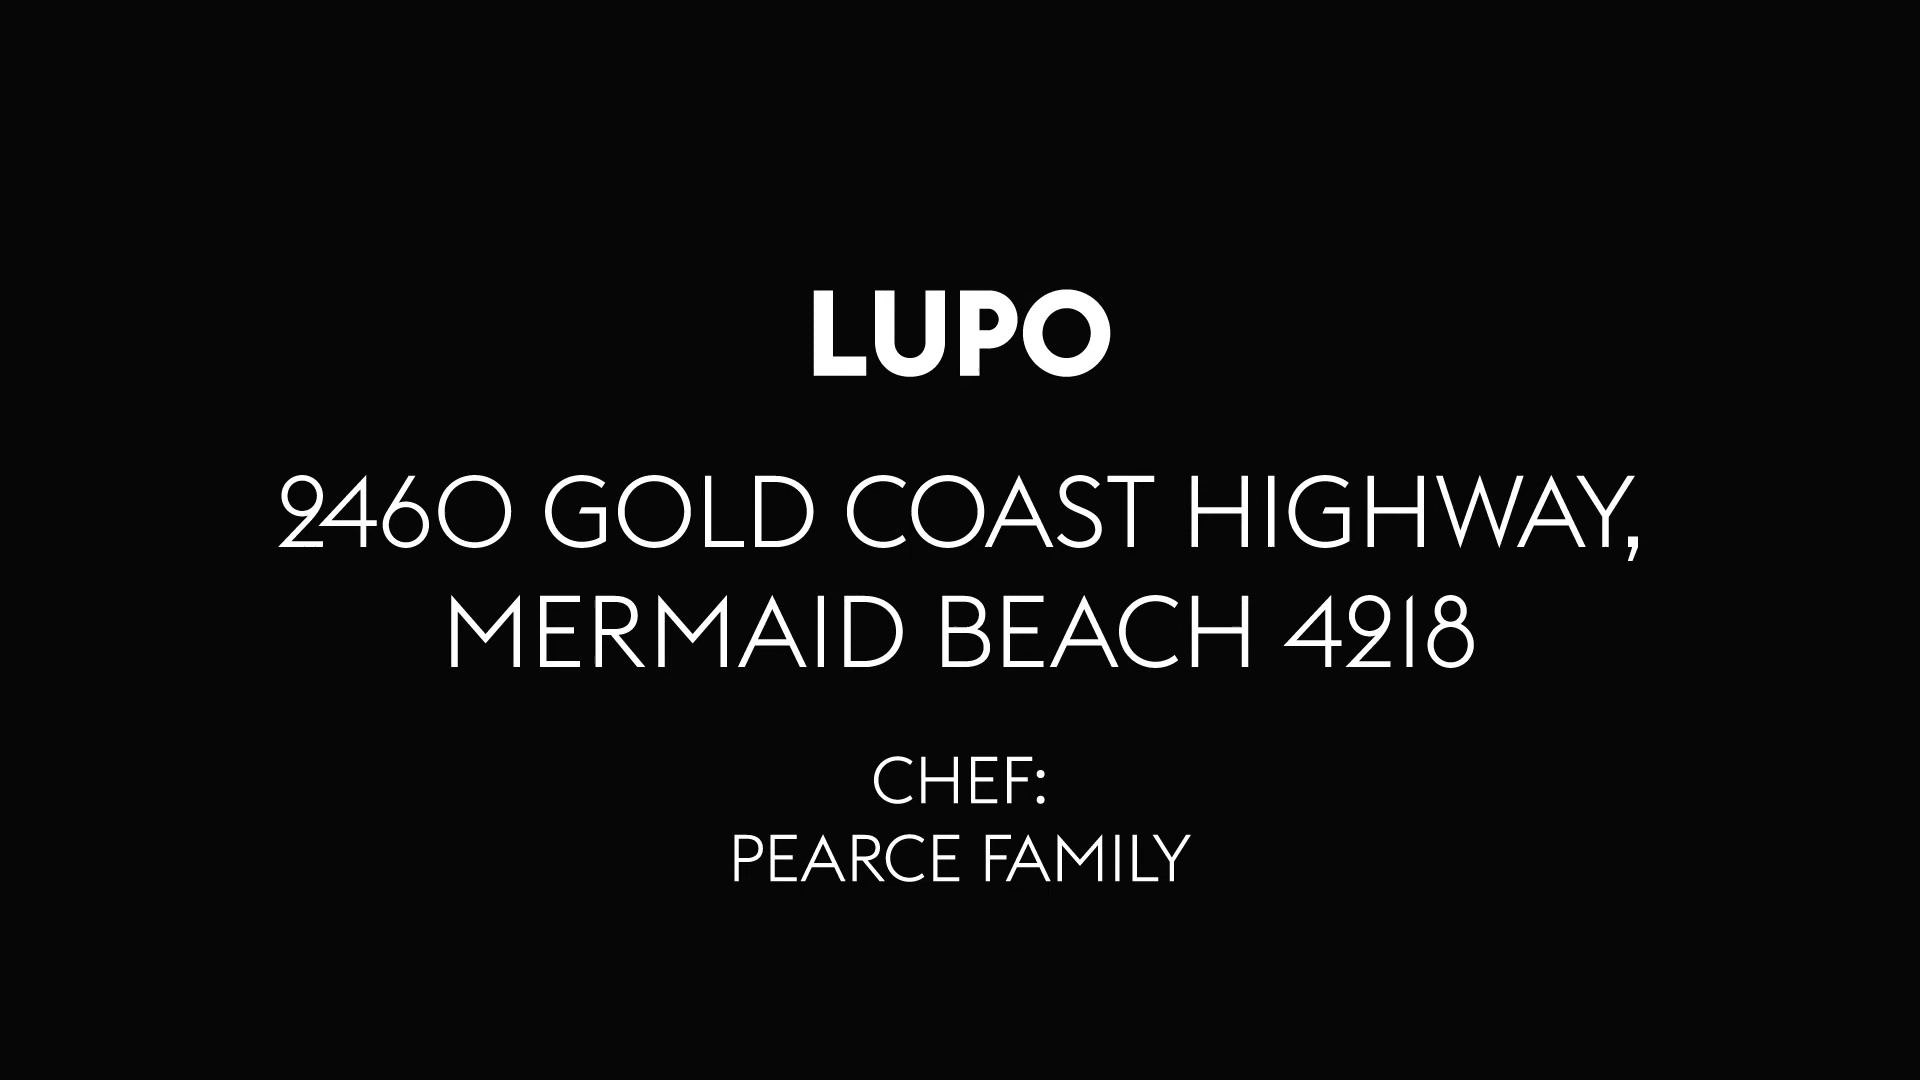 LUPO
2460 GOLD COAST HIGHWAY,
MERMAID BEACH 4218
CHEF:
PEARCE FAMILY